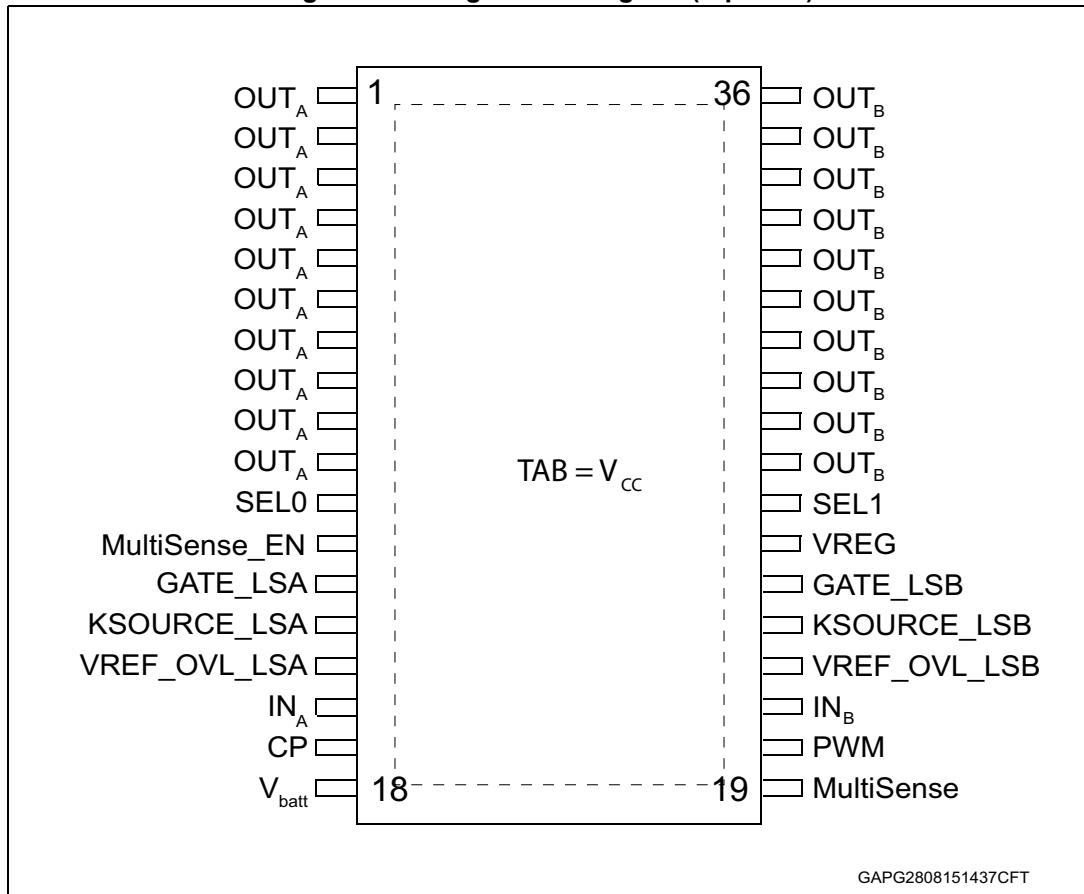 OUTA 1 36 OUTB
OUTA OUTB
OUTA OUTB
OUTA OUTB
OUTA OUTB
OUTA OUTB
OUTA OUTB
OUTA OUTB
OUTA OUTB
OUTA TAB = VCC OUTB
SEL0 SEL1
MultiSense_EN VREG
GATE_LSA GATE_LSB
KSOURCE_LSA KSOURCE_LSB
VREF_OVL_LSA VREF_OVL_LSB
INA INB
CP PWM
Vbatt 18 19 MultiSense
GAPG2808151437CFT